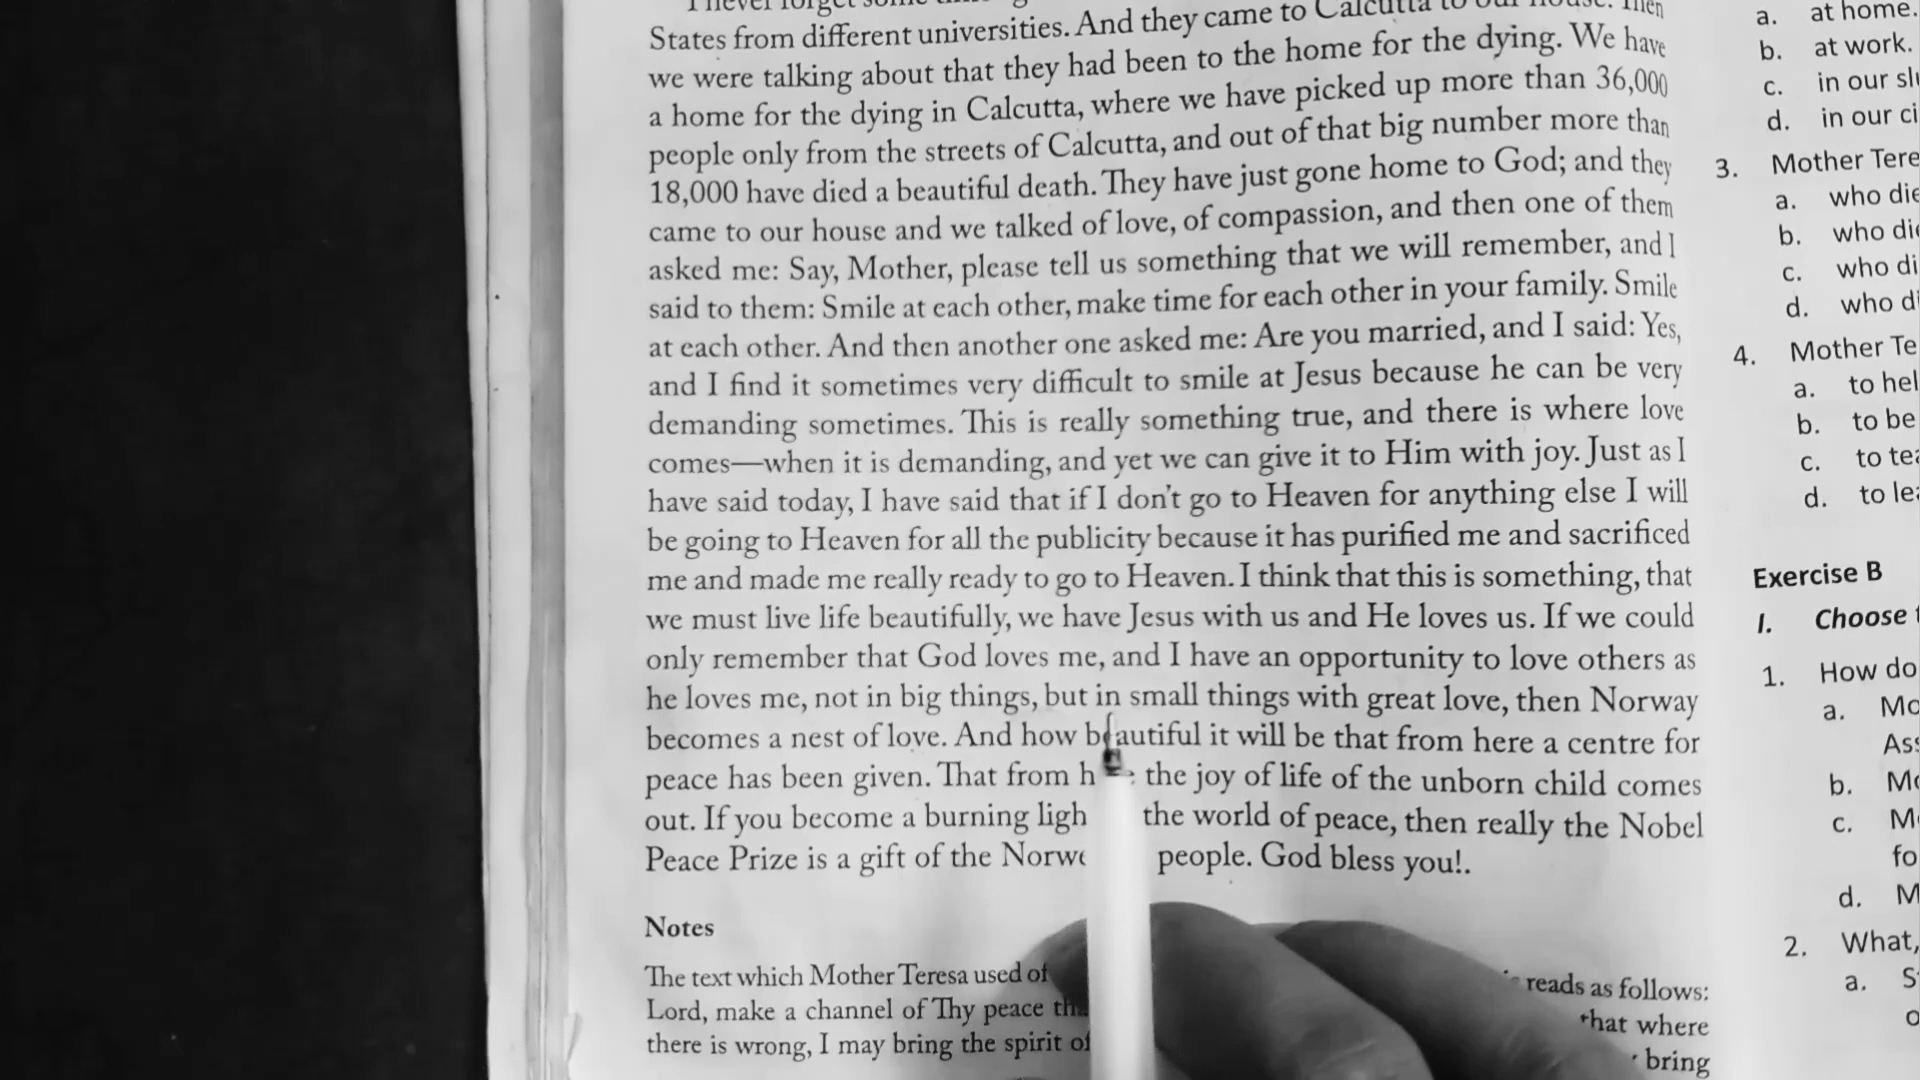 I never forget some
States from different universities. And they came to Calcutta to our house. Then
we were talking about that they had been to the home for the dying. We have
a home for the dying in Calcutta, where we have picked up more than 36,000
people only from the streets of Calcutta, and out of that big number more than
18,000 have died a beautiful death. They have just gone home to God; and they
came to our house and we talked of love, of compassion, and then one of them
asked me: Say, Mother, please tell us something that we will remember, and I
said to them: Smile at each other, make time for each other in your family. Smile
at each other. And then another one asked me: Are you married, and I said: Yes,
and I find it sometimes very difficult to smile at Jesus because he can be very
demanding sometimes. This is really something true, and there is where love
comes—when it is demanding, and yet we can give it to Him with joy. Just as I
have said today, I have said that if I don't go to Heaven for anything else I will
be going to Heaven for all the publicity because it has purified me and sacrificed
me and made me really ready to go to Heaven. I think that this is something, that
we must live life beautifully, we have Jesus with us and He loves us. If we could
only remember that God loves me, and I have an opportunity to love others as
he loves me, not in big things, but in small things with great love, then Norway
becomes a nest of love. And how beautiful it will be that from here a centre for
peace has been given. That from the joy of life of the unborn child comes
out. If you become a burning the world of peace, then really the Nobel
Peace Prize is a gift of the people. God bless you!.
Notes
The text which Mother Teresa used of reads as follows:
Lord, make a channel of Thy peace that where
there is wrong, I may bring the spirit of bring
a. at home.
b. at work.
c. in our
d. in our
3. Mother
a. who
b. who
c. who
d. who
4. Mother
a. to
b. to be
c. to
d. to
Exercise B
I. Choose
1. How do
a.
b.
c.
d.
2. What,
a.